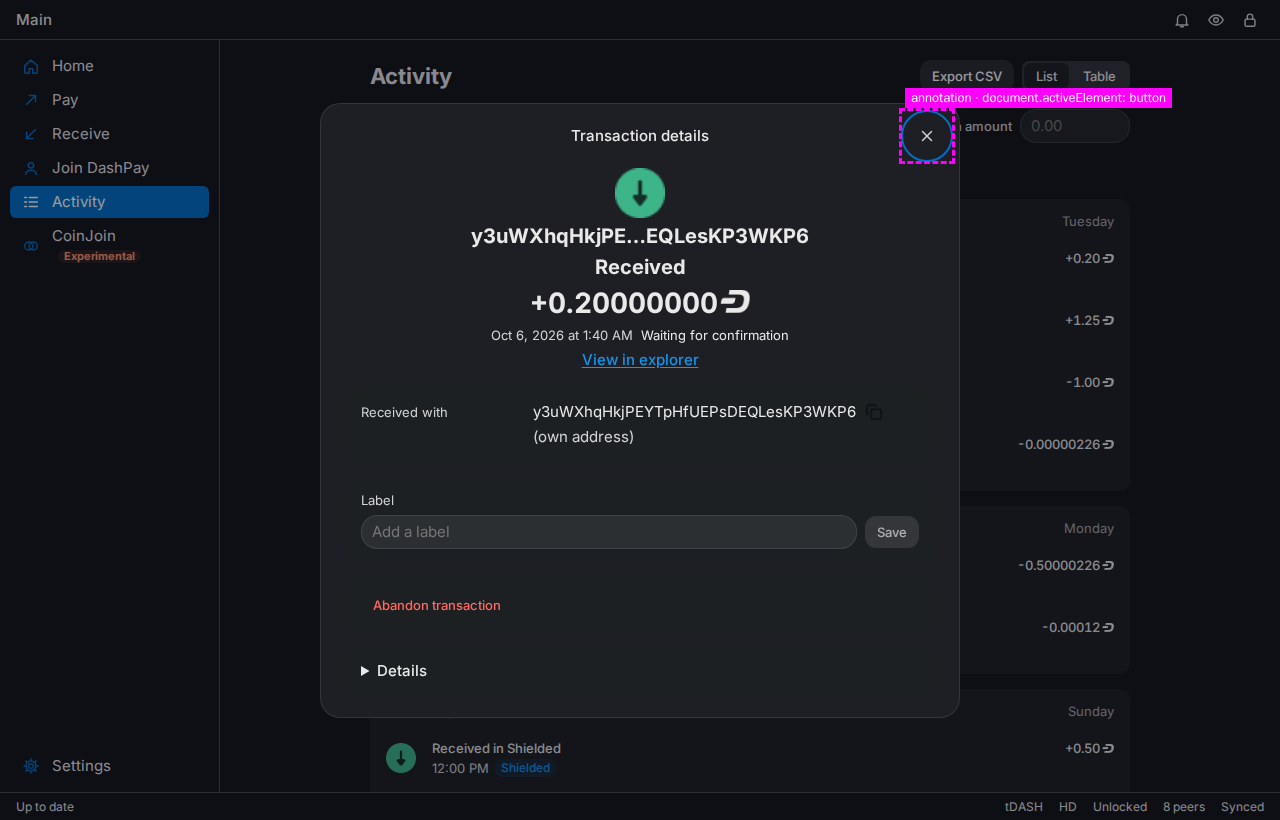 Main
Home
Pay
Receive
Join DashPay
Activity
CoinJoin
Experimental
Settings
Activity
Export CSV
List
Table
annotation · document.activeElement: button
amount
0.00
Transaction details
y3uWXhqHkjPE...EQLesKP3WKP6
Received
+0.20000000
Oct 6, 2026 at 1:40 AM Waiting for confirmation
View in explorer
Received with
y3uWXhqHkjPEYTpHfUEPsDEQLesKP3WKP6
(own address)
Label
Add a label
Save
Abandon transaction
Details
Tuesday
+0.20
+1.25
-1.00
-0.00000226
Monday
-0.50000226
-0.00012
Sunday
Received in Shielded
+0.50
12:00 PM Shielded
Up to date
tDASH
HD
Unlocked
8 peers
Synced